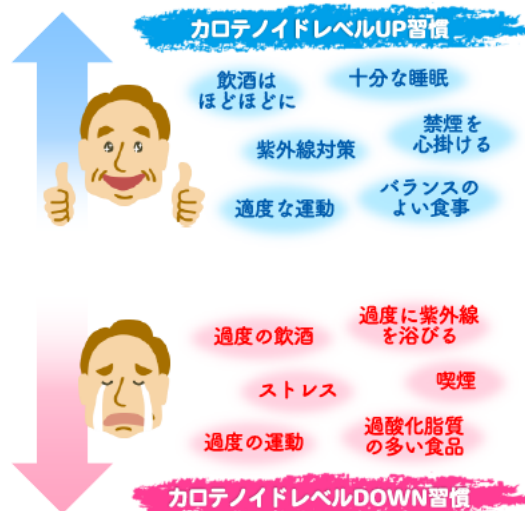 カロテノイドレベルUP習慣
飲酒は
ほどほどに
十分な睡眠
紫外線対策
禁煙を
心掛ける
適度な運動
バランスの
よい食事
過度の飲酒
過度に紫外線
を浴びる
ストレス
喫煙
過度の運動
過酸化脂質
の多い食品
カロテノイドレベルDOWN習慣